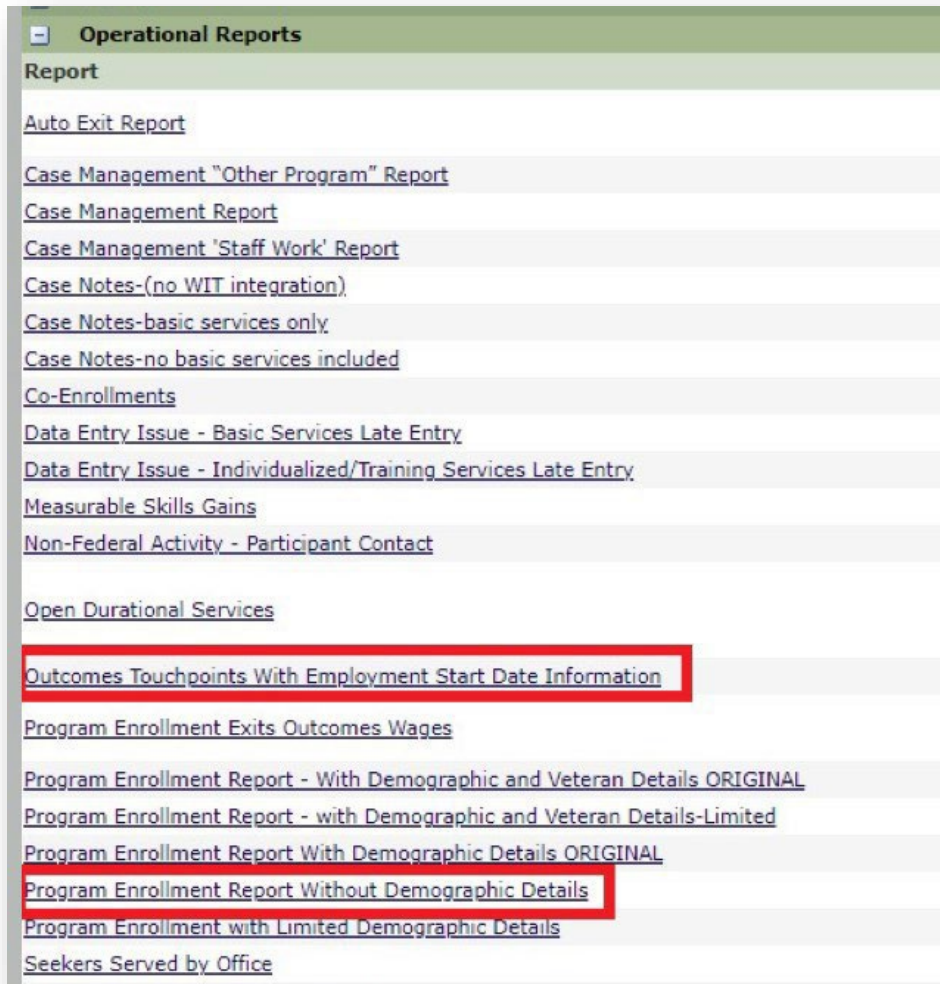 Operational Reports
Report
Auto Exit Report
Case Management “Other Program” Report
Case Management Report
Case Management 'Staff Work' Report
Case Notes-(no WIT integration)
Case Notes-basic services only
Case Notes-no basic services included
Co-Enrollments
Data Entry Issue - Basic Services Late Entry
Data Entry Issue - Individualized/Training Services Late Entry
Measurable Skills Gains
Non-Federal Activity - Participant Contact
Open Durational Services
Outcomes Touchpoints With Employment Start Date Information
Program Enrollment Exits Outcomes Wages
Program Enrollment Report - With Demographic and Veteran Details ORIGINAL
Program Enrollment Report - with Demographic and Veteran Details-Limited
Program Enrollment Report With Demographic Details ORIGINAL
Program Enrollment Report Without Demographic Details
Program Enrollment with Limited Demographic Details
Seekers Served by Office